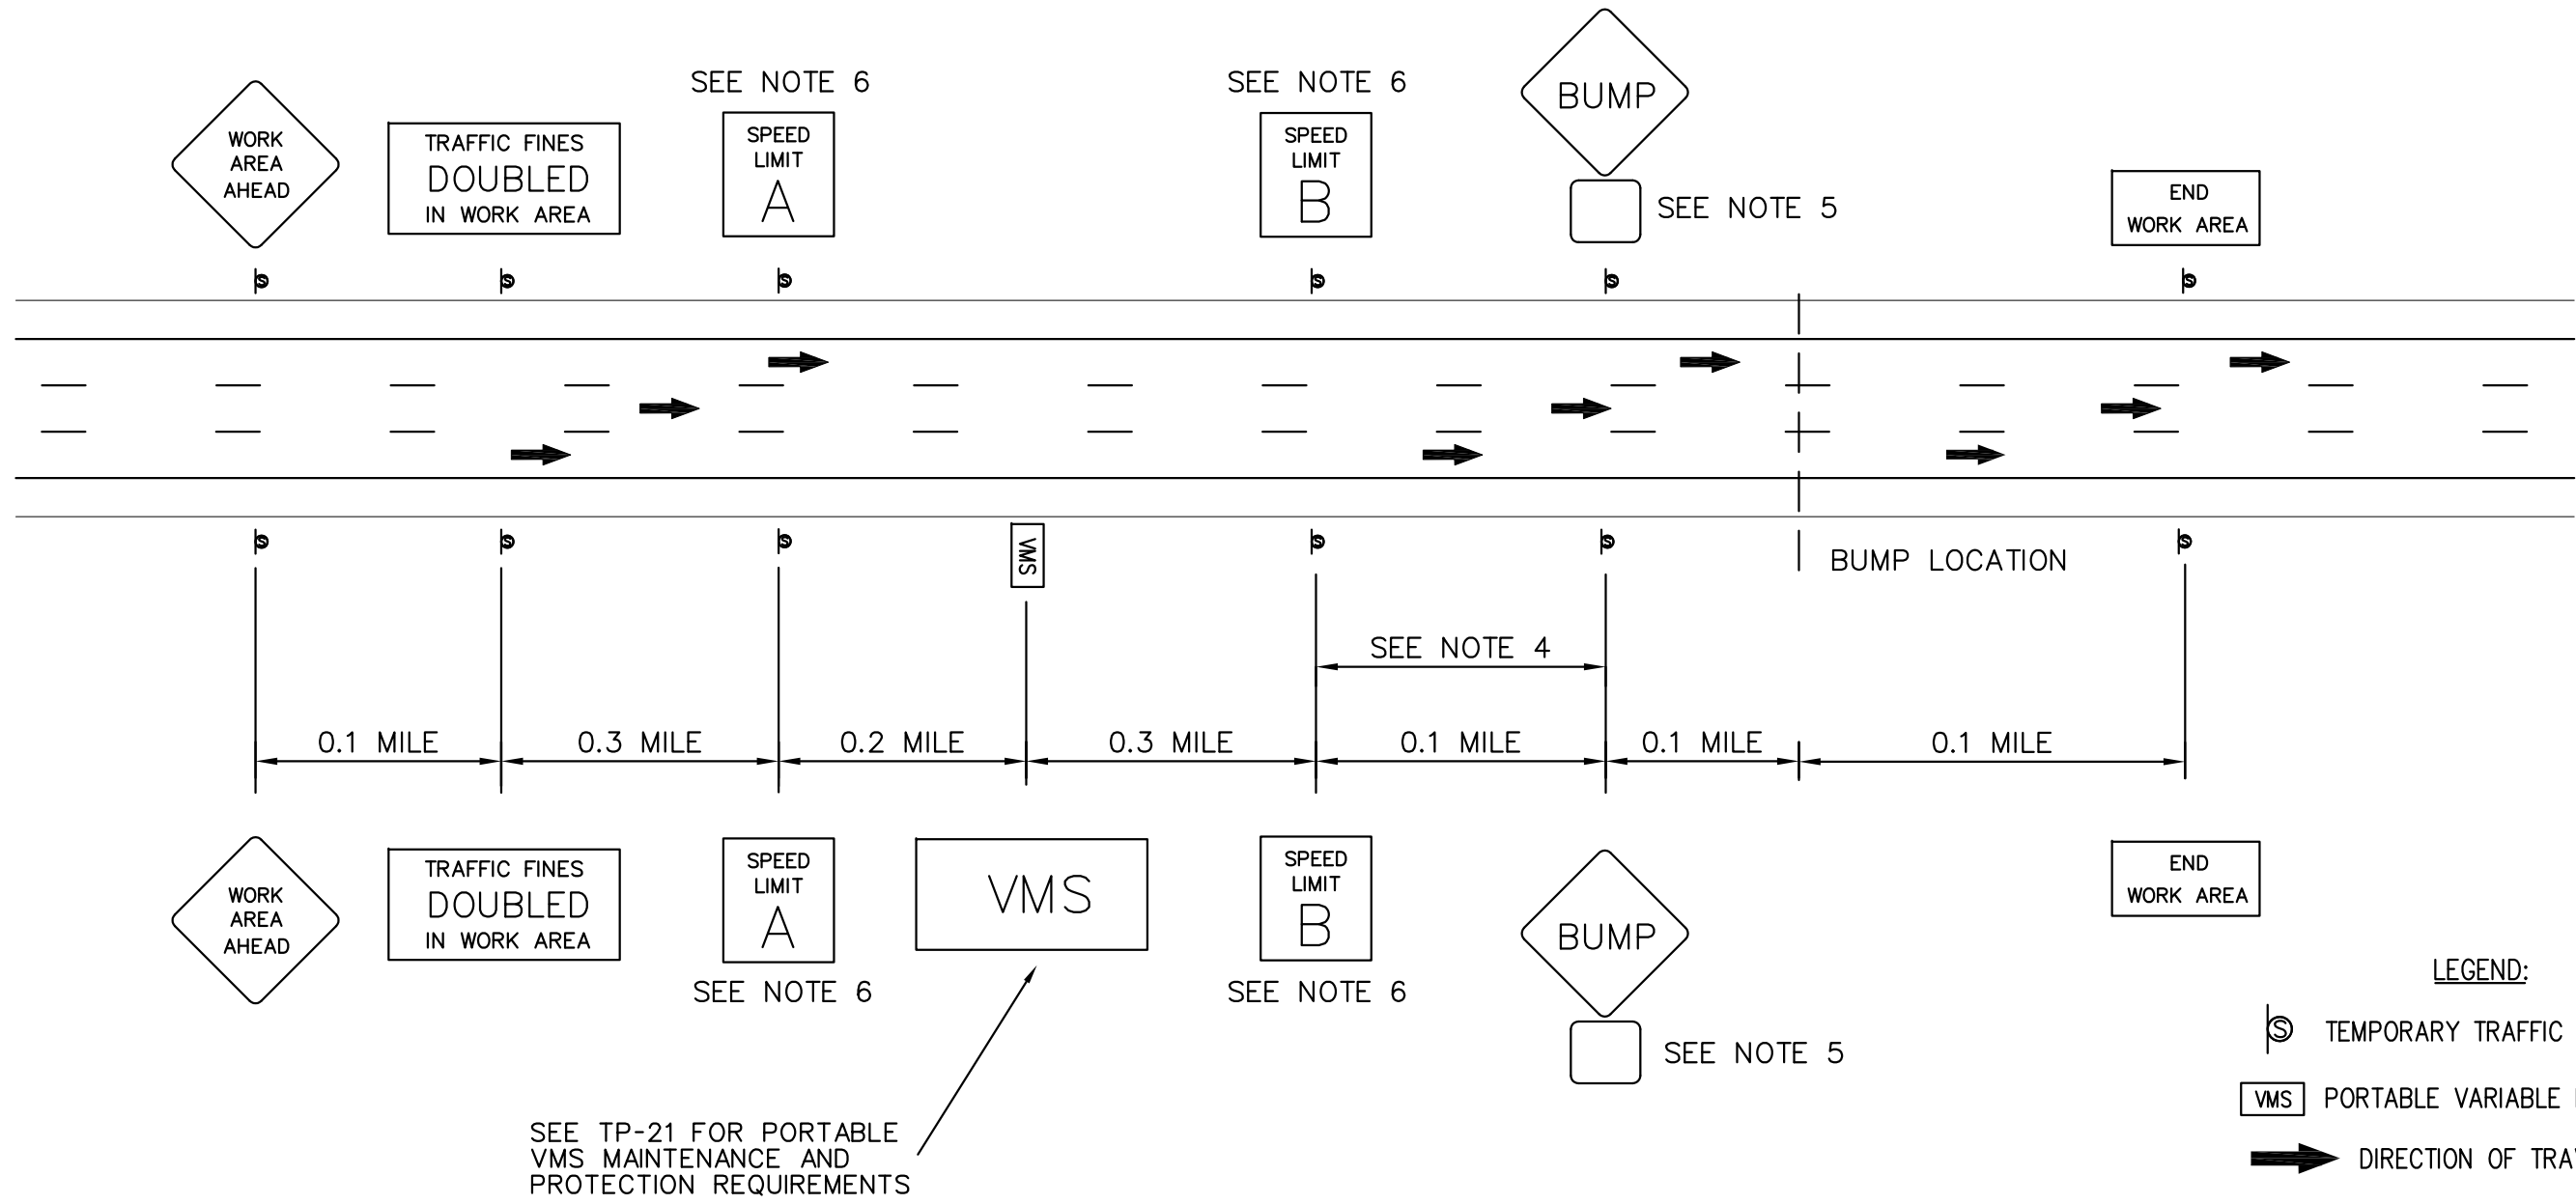 SEE NOTE 6
SEE NOTE 6
BUMP
WORK
AREA
AHEAD
TRAFFIC FINES
DOUBLED
IN WORK AREA
SPEED
LIMIT
A
SPEED
LIMIT
B
SEE NOTE 5
END
WORK AREA
S
S
S
S
S
S
S
S
S
VMS
S
S
S
BUMP LOCATION
SEE NOTE 4
0.1 MILE
0.3 MILE
0.2 MILE
0.3 MILE
0.1 MILE
0.1 MILE
0.1 MILE
WORK
AREA
AHEAD
TRAFFIC FINES
DOUBLED
IN WORK AREA
SPEED
LIMIT
A
SEE NOTE 6
VMS
SPEED
LIMIT
B
SEE NOTE 6
BUMP
SEE NOTE 5
END
WORK AREA
SEE TP-21 FOR PORTABLE
VMS MAINTENANCE AND
PROTECTION REQUIREMENTS
LEGEND:
S TEMPORARY TRAFFIC
VMS PORTABLE VARIABLE
DIRECTION OF